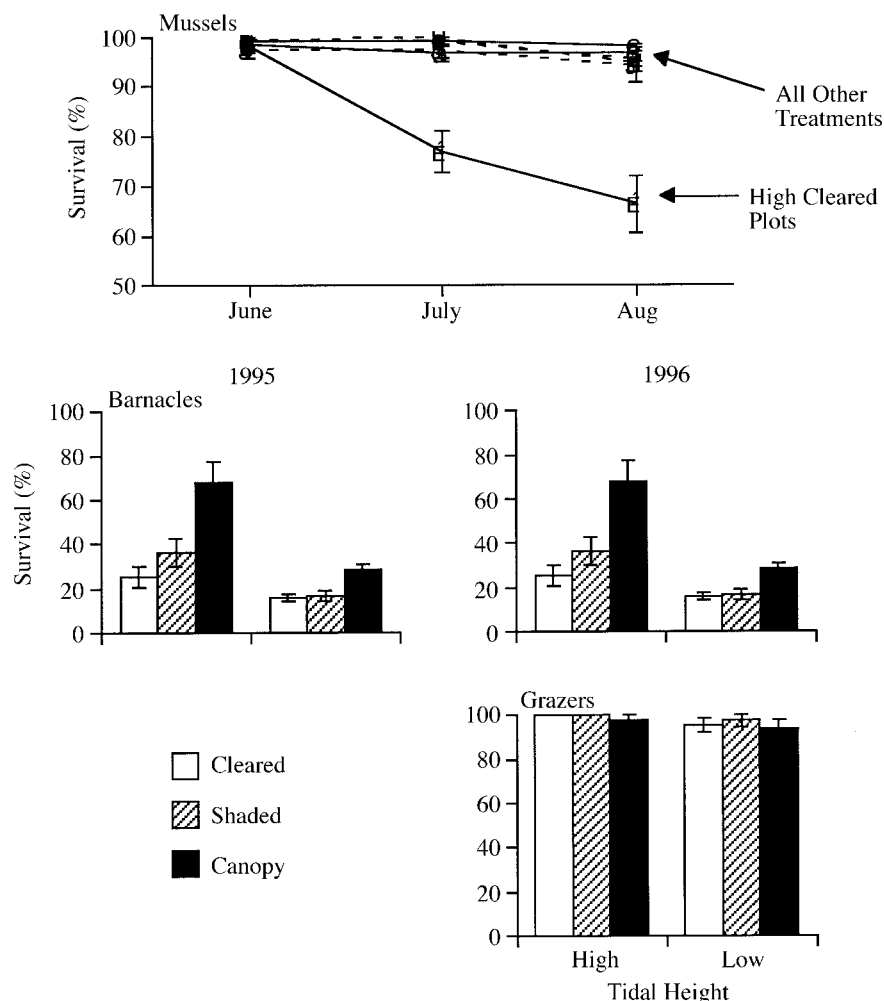 Mussels
100
90
80
70
60
50
Survival (%)
All Other
Treatments
High Cleared
Plots
June July Aug
1995
Barnacles
100
80
60
40
20
0
Survival (%)
1996
100
80
60
40
20
0
Cleared
Shaded
Canopy
Grazers
100
80
60
40
20
0
High Low
Tidal Height